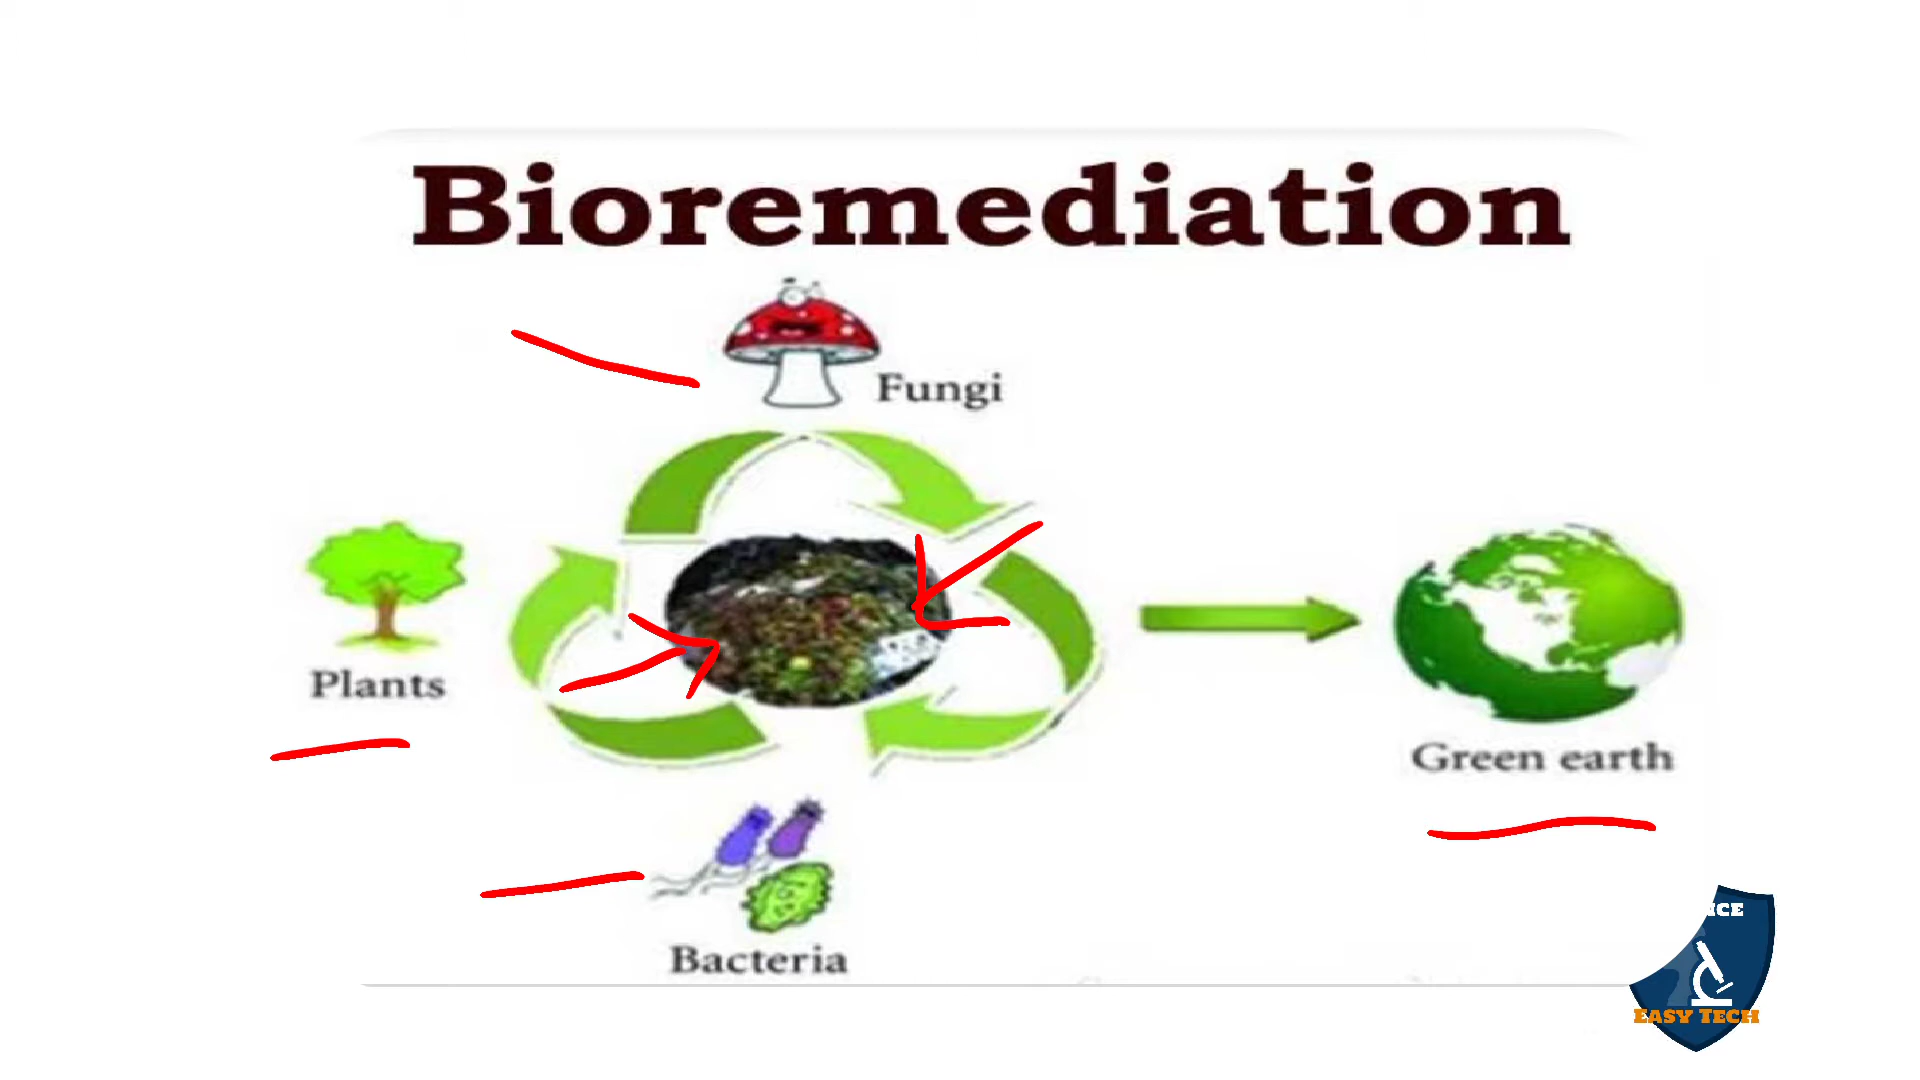 Bioremediation
Fungi
Plants
Green earth
Bacteria
EASY TECH